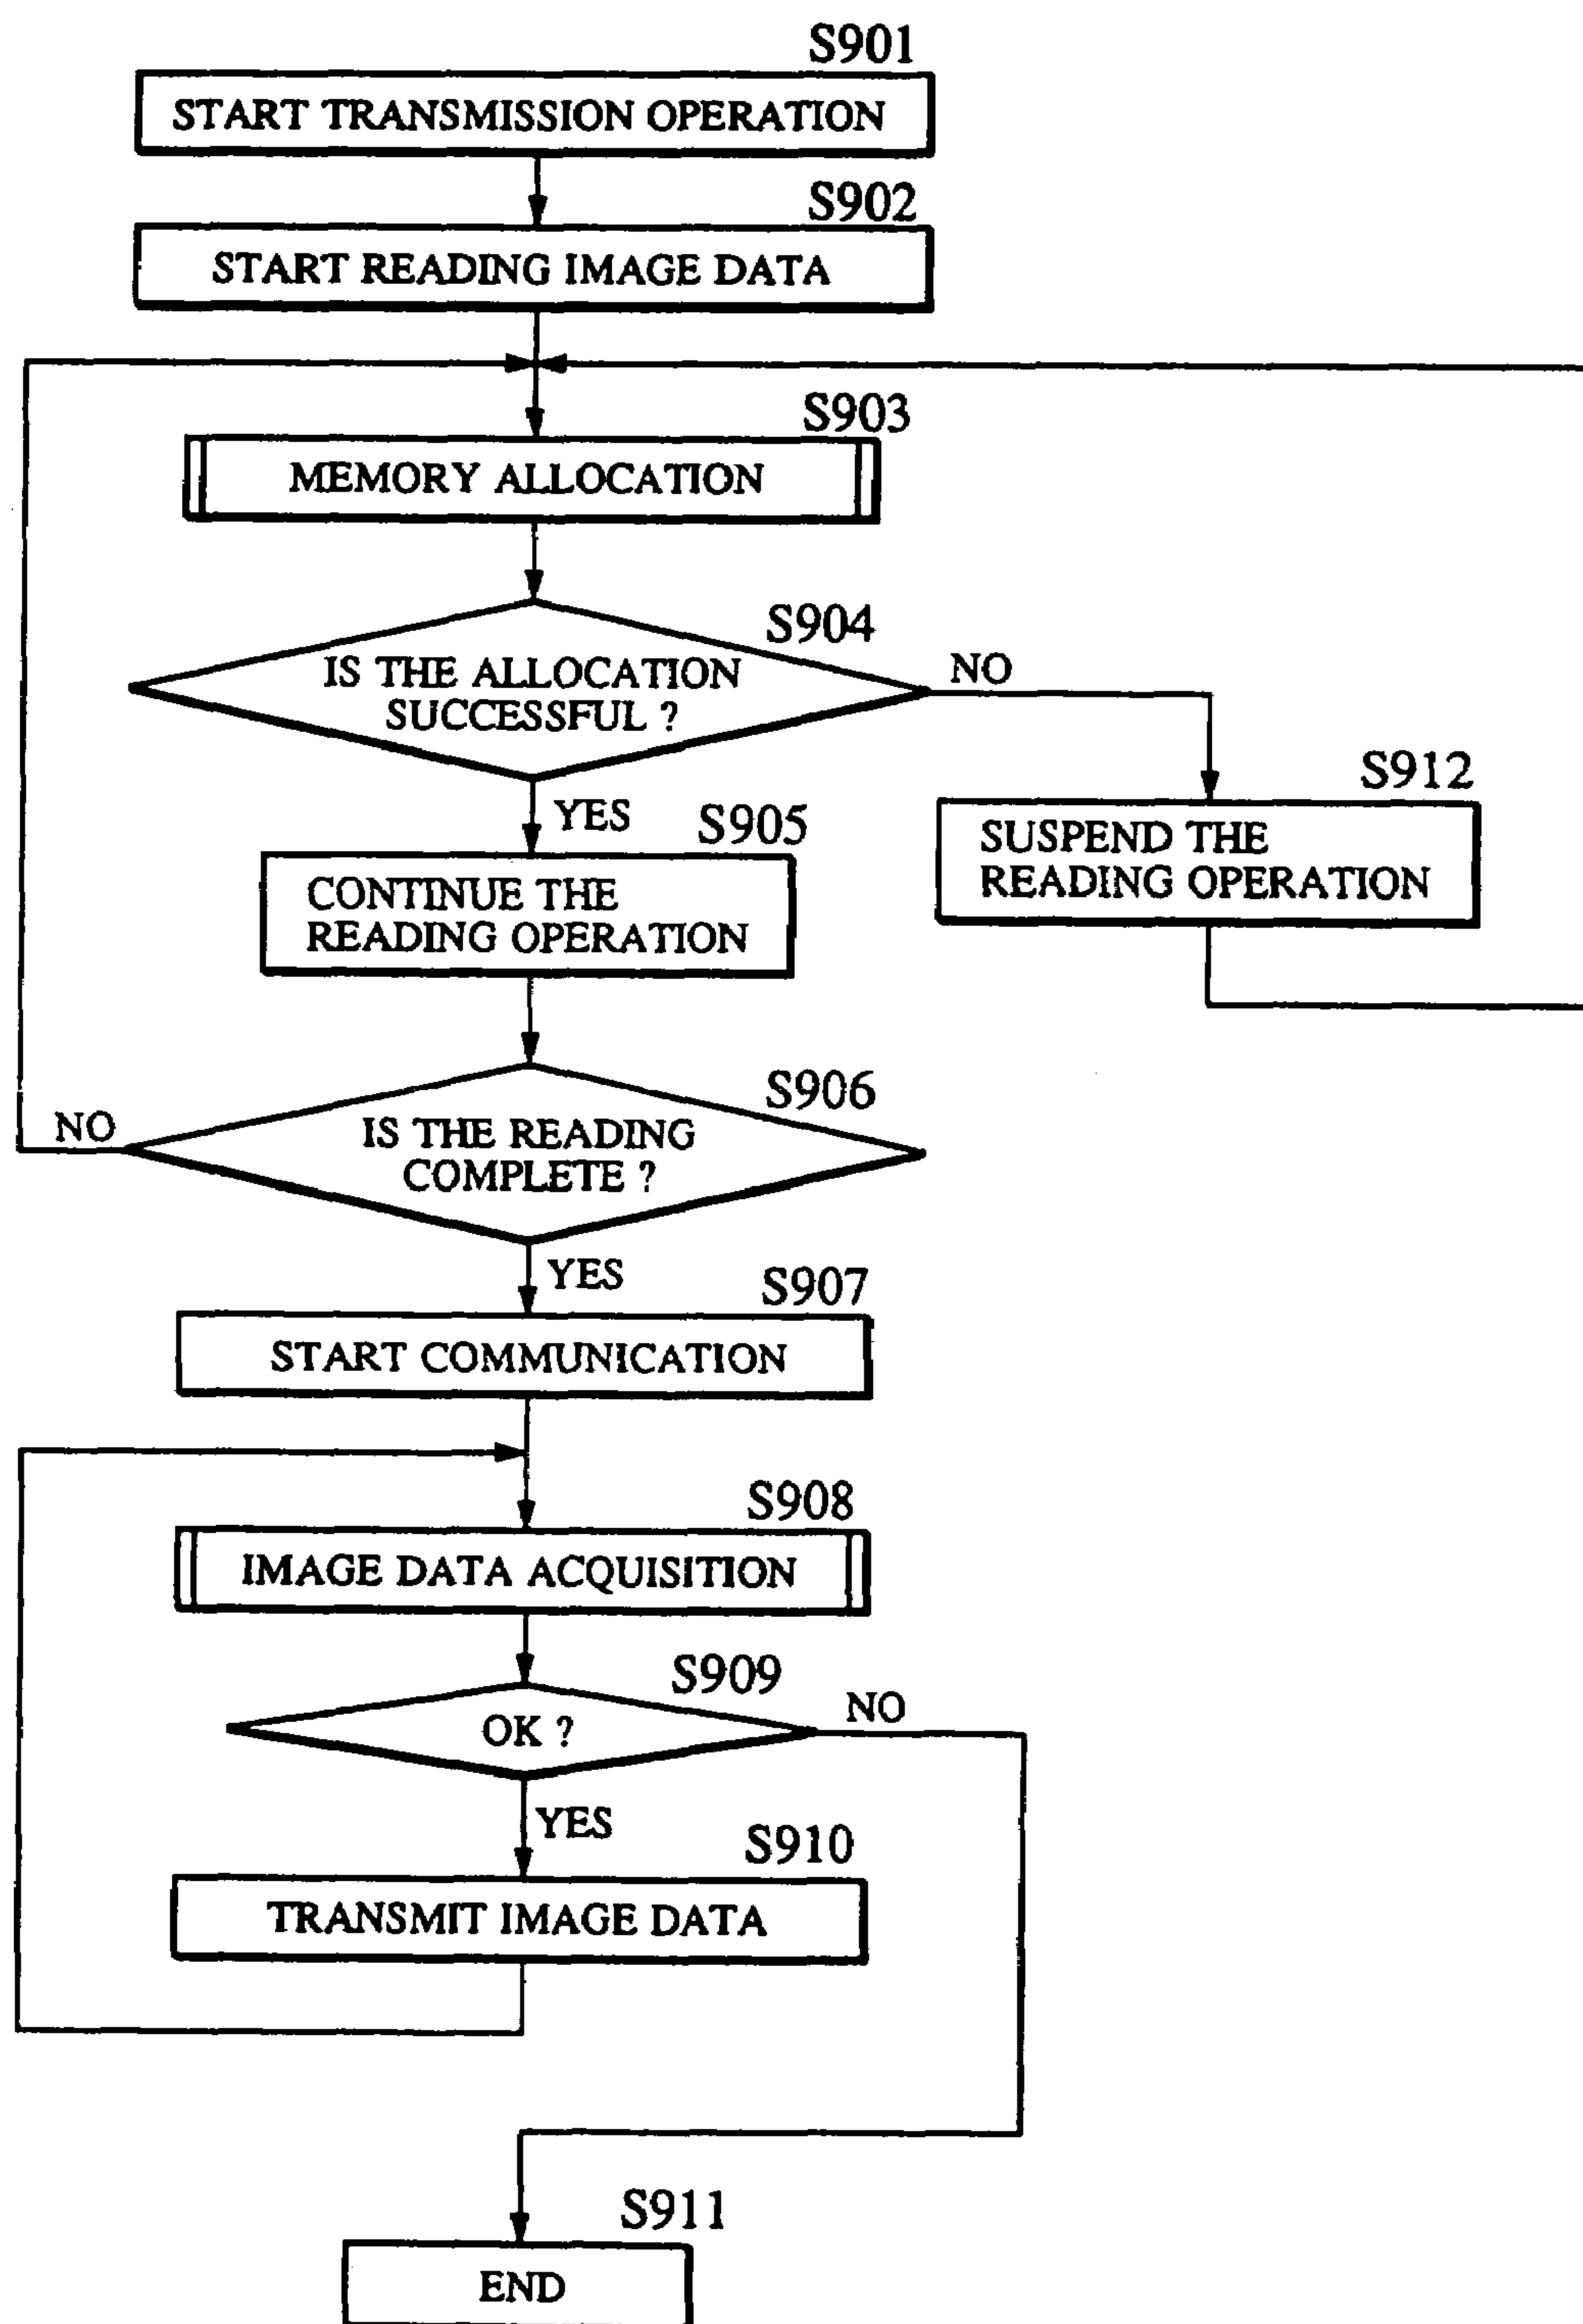 S901
START TRANSMISSION OPERATION
S902
START READING IMAGE DATA
S903
MEMORY ALLOCATION
S904
IS THE ALLOCATION
SUCCESSFUL ?
NO
YES
S912
SUSPEND THE
READING OPERATION
S905
CONTINUE THE
READING OPERATION
S906
IS THE READING
COMPLETE ?
NO
YES
S907
START COMMUNICATION
S908
IMAGE DATA ACQUISITION
S909
OK ?
NO
YES
S910
TRANSMIT IMAGE DATA
S911
END